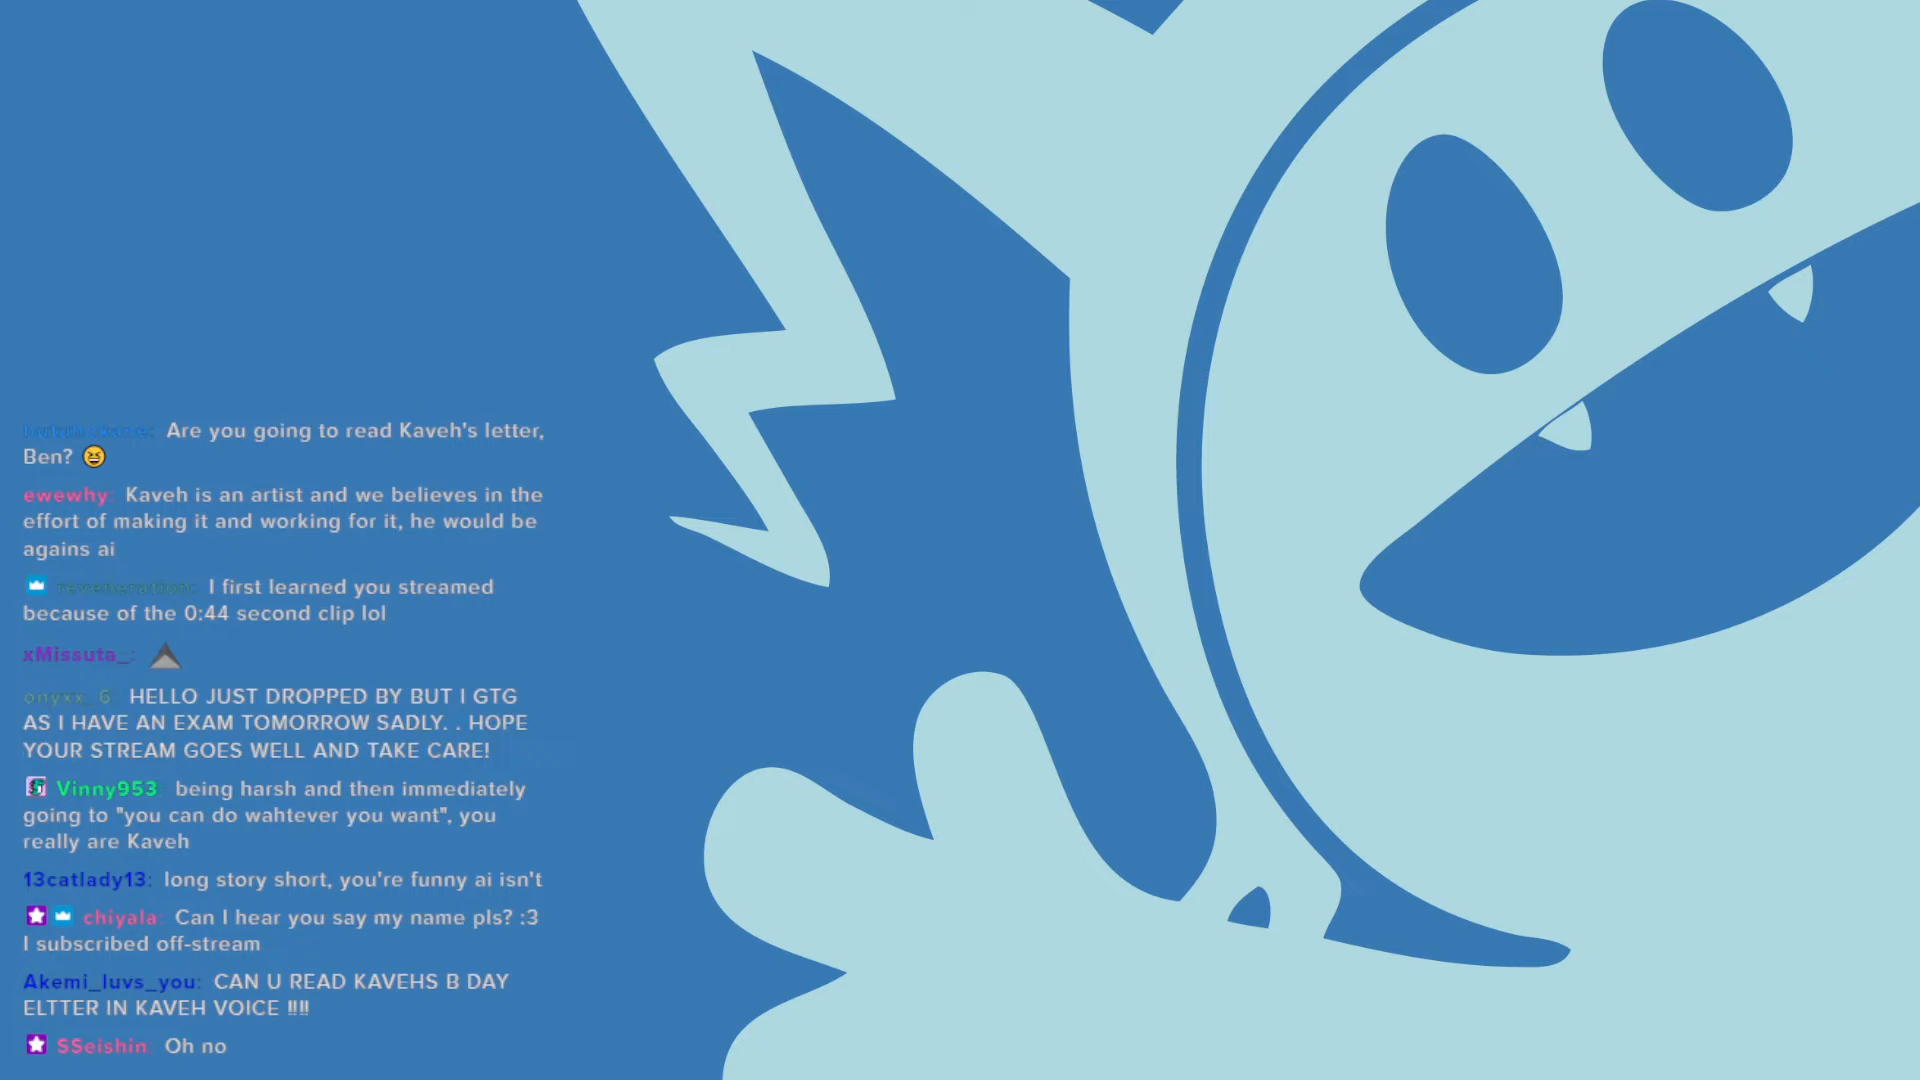 Are you going to read Kaveh's letter,
Ben?
ewewhy: Kaveh is an artist and we believes in the
effort of making it and working for it, he would be
agains ai
reveneration: I first learned you streamed
because of the 0:44 second clip lol
xMissuta_:
onyxx_6: HELLO JUST DROPPED BY BUT I GTG
AS I HAVE AN EXAM TOMORROW SADLY. . HOPE
YOUR STREAM GOES WELL AND TAKE CARE!
Vinny953: being harsh and then immediately
going to "you can do wahtever you want", you
really are Kaveh
13catlady13: long story short, you're funny ai isn't
chiyala: Can I hear you say my name pls? :3
I subscribed off-stream
Akemi_luvs_you: CAN U READ KAVEHS B DAY
ELTTER IN KAVEH VOICE !!!!
SSeishin: Oh no